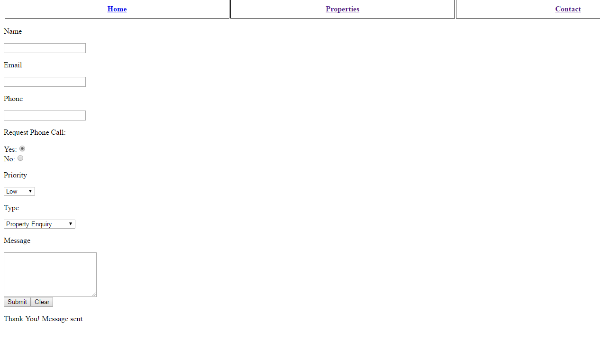 Home Properties Contact
Name
Email
Phone
Request Phone Call:
Yes:
No:
Priority
Low
Type
Property Enquiry
Message
Submit Clear
Thank You! Message sent